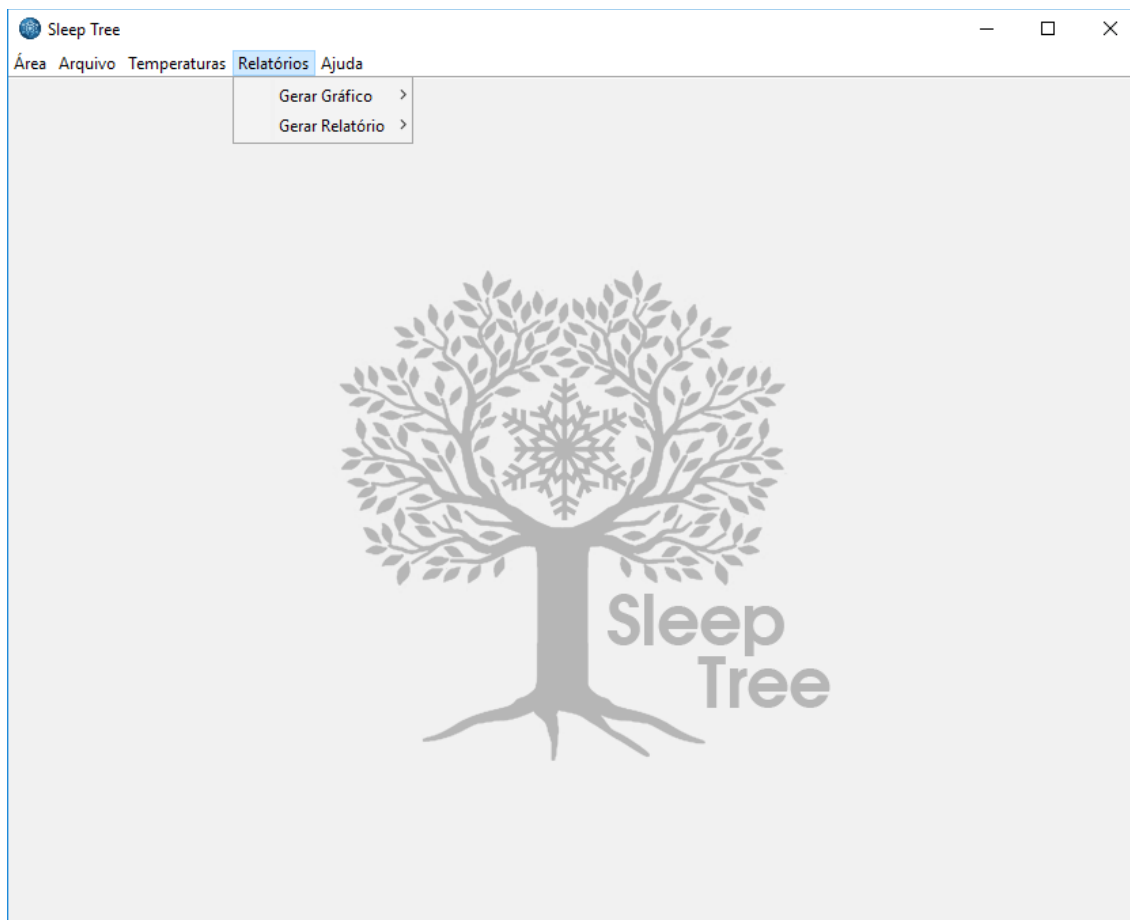 Sleep Tree
Área Arquivo Temperaturas Relatórios Ajuda
Gerar Gráfico
Gerar Relatório
Sleep
Tree